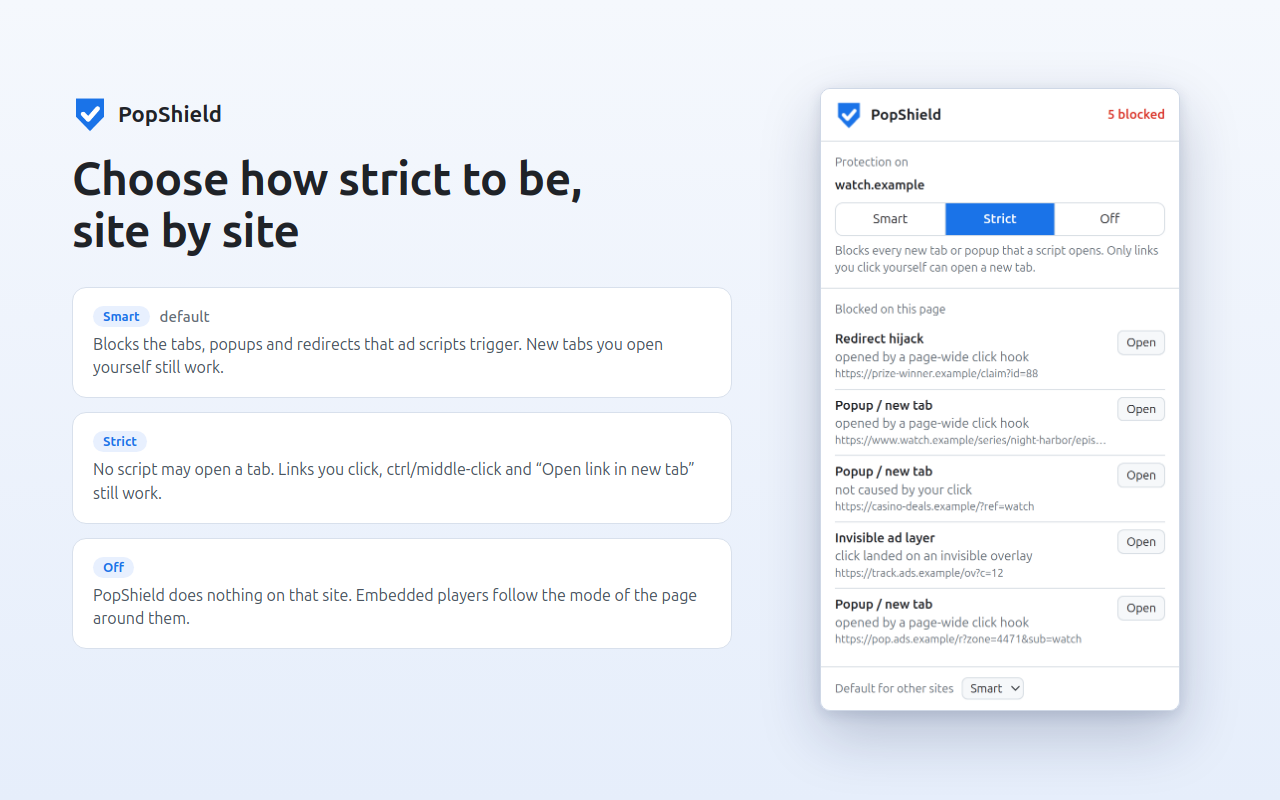 PopShield
Choose how strict to be,
site by site
Smart default
Blocks the tabs, popups and redirects that ad scripts trigger. New tabs you open
yourself still work.
Strict
No script may open a tab. Links you click, ctrl/middle-click and “Open link in new tab”
still work.
Off
PopShield does nothing on that site. Embedded players follow the mode of the page
around them.
PopShield 5 blocked
Protection on
watch.example
Smart Strict Off
Blocks every new tab or popup that a script opens. Only links
you click yourself can open a new tab.
Blocked on this page
Redirect hijack Open
opened by a page-wide click hook
https://prize-winner.example/claim?id=88
Popup / new tab Open
opened by a page-wide click hook
https://www.watch.example/series/night-harbor/epis…
Popup / new tab Open
not caused by your click
https://casino-deals.example/?ref=watch
Invisible ad layer Open
click landed on an invisible overlay
https://track.ads.example/ov?c=12
Popup / new tab Open
opened by a page-wide click hook
https://pop.ads.example/r?zone=4471&sub=watch
Default for other sites Smart